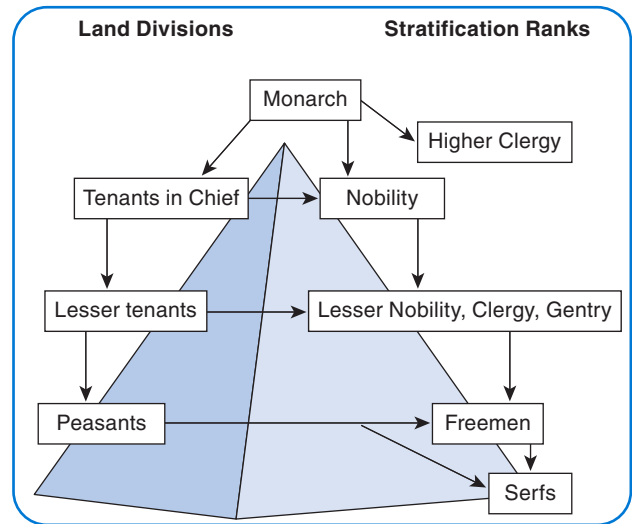 Land Divisions
Stratification Ranks
Monarch
Higher Clergy
Tenants in Chief
Nobility
Lesser tenants
Lesser Nobility, Clergy, Gentry
Peasants
Freemen
Serfs